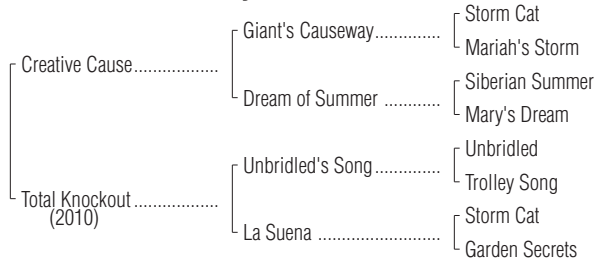 Storm Cat
Giant's Causeway..............
Mariah's Storm
Creative Cause..................
Siberian Summer
Dream of Summer ............
Mary's Dream
Unbridled
Unbridled's Song..............
Trolley Song
Total Knockout ..................
(2010)
Storm Cat
La Suena ..........................
Garden Secrets